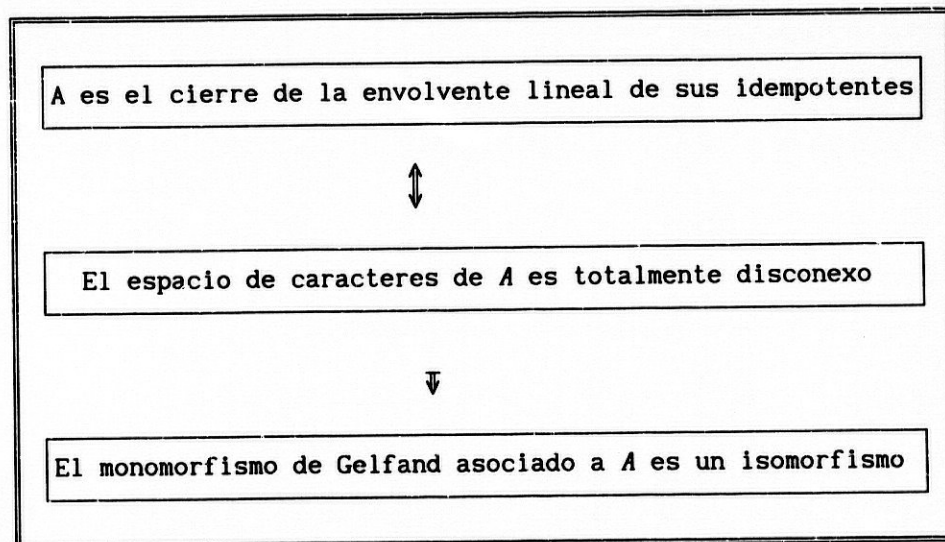 A es el cierre de la envolvente lineal de sus idempotentes
⇕
El espacio de caracteres de A es totalmente disconexo
⇓
El monomorfismo de Gelfand asociado a A es un isomorfismo